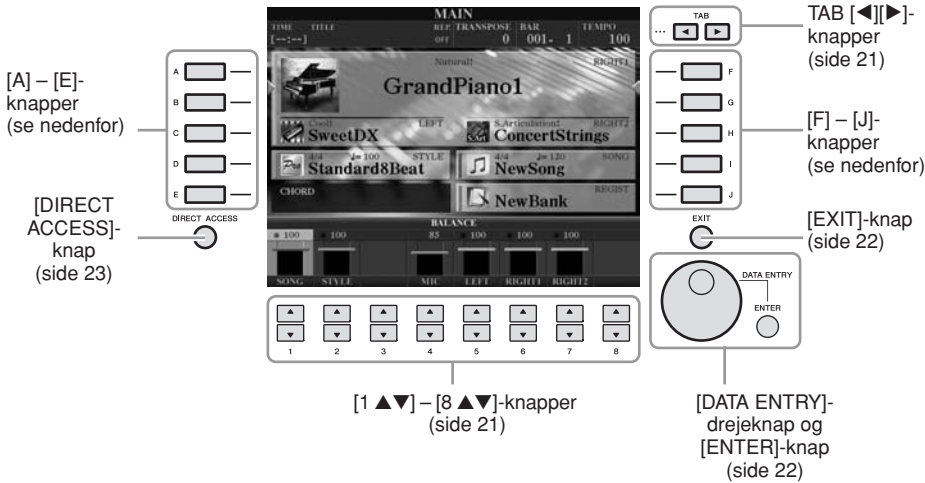 MAIN
TIME TITLE REP. TRANSPOSE BAR TEMPO
[--:--] OFF 0 001- 1 100
Natural! RIGHT1
GrandPiano1
Cool! LEFT S.Articulation! RIGHT2
SweetDX ConcertStrings
4/4 ♩= 100 STYLE 4/4 ♩= 120 SONG
Pro Standard8Beat NewSong
CHORD REGIST
NewBank
BALANCE
100 100 85 100 100 100
SONG STYLE MIC LEFT RIGHT1 RIGHT2
[A] – [E]-
knapper
(se nedenfor)
A
B
C
D
E
DIRECT ACCESS
[DIRECT
ACCESS]-
knap
(side 23)
TAB
...
TAB [◀][▶]-
knapper
(side 21)
F
G
H
I
J
[F] – [J]-
knapper
(se nedenfor)
EXIT
[EXIT]-knap
(side 22)
DATA ENTRY
ENTER
1 2 3 4 5 6 7 8
[1 ▲▼] – [8 ▲▼]-knapper
(side 21)
[DATA ENTRY]-
drejeknap og
[ENTER]-knap
(side 22)